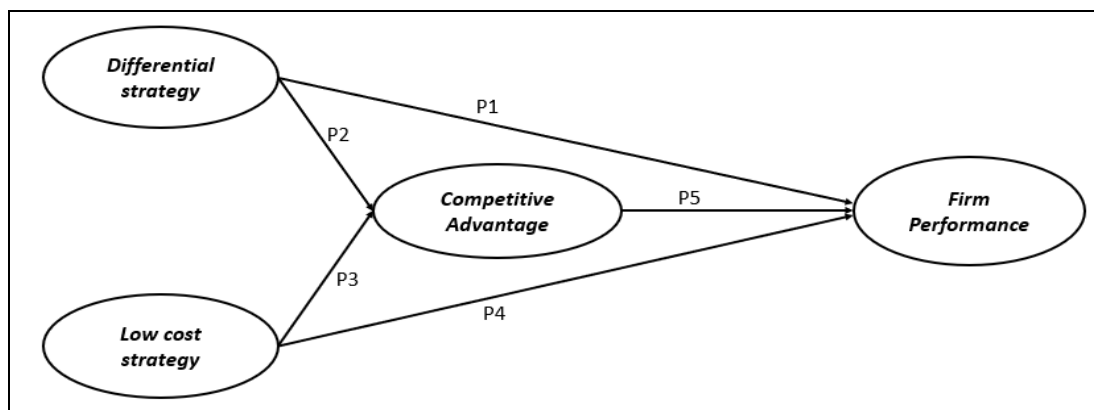 Differential
strategy
P1
P2
Competitive
Advantage
P5
Firm
Performance
P3
Low cost
strategy
P4